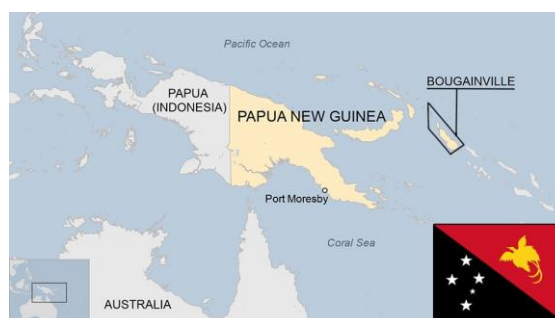 Pacific Ocean
PAPUA
(INDONESIA)
BOUGAINVILLE
PAPUA NEW GUINEA
Port Moresby
Coral Sea
AUSTRALIA